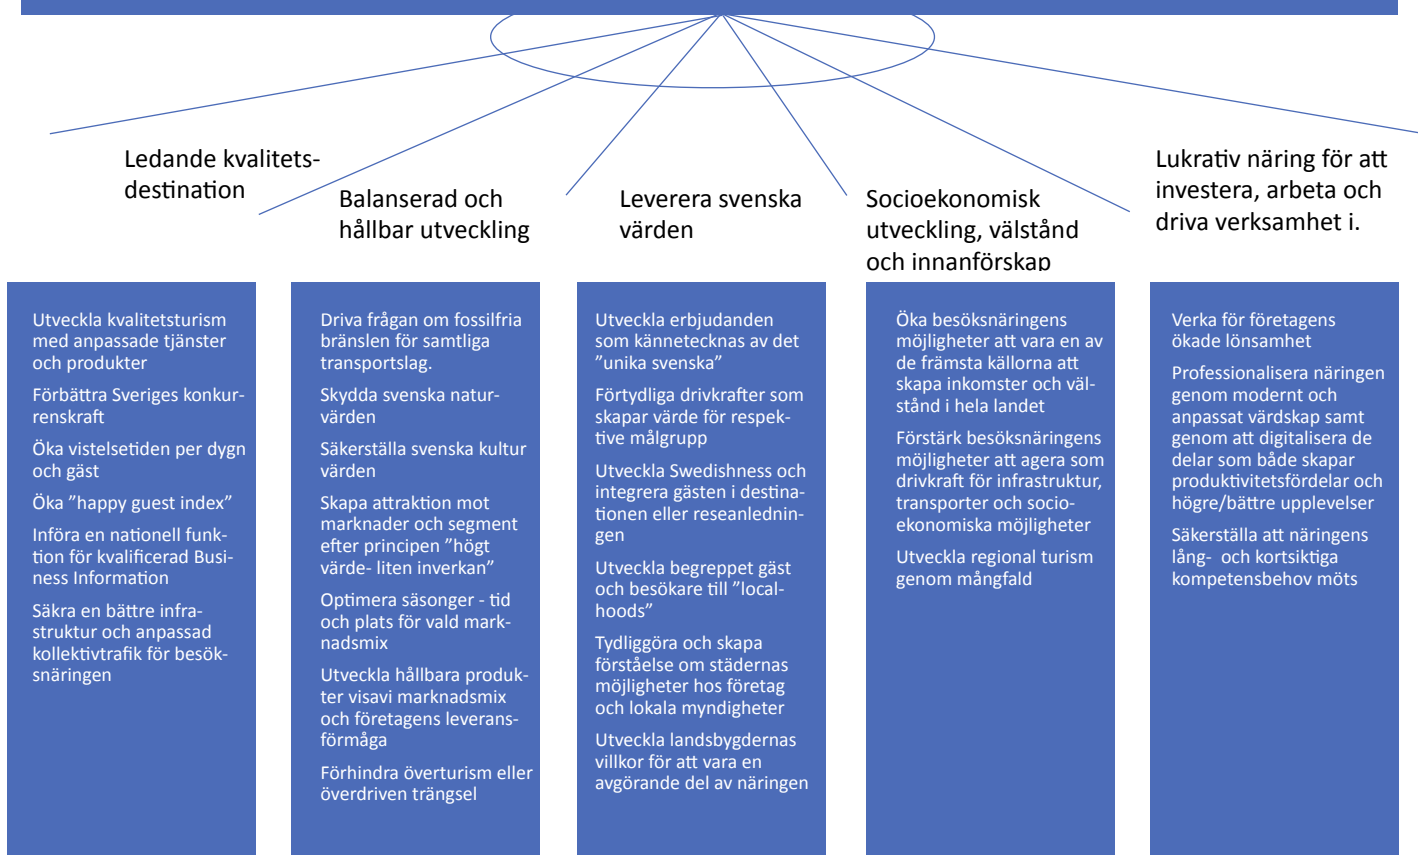 Ledande kvalitets-
destination
Balanserad och
hållbar utveckling
Leverera svenska
värden
Socioekonomisk
utveckling, välstånd
och innanförskap
Lukrativ näring för att
investera, arbeta och
driva verksamhet i.
Utveckla kvalitetsturism
med anpassade tjänster
och produkter
Förbättra Sveriges konkur-
renskraft
Öka vistelsetiden per dygn
och gäst
Öka ”happy guest index”
Införa en nationell funk-
tion för kvalificerad Busi-
ness Information
Säkra en bättre infra-
struktur och anpassad
kollektivtrafik för besök-
snäringen
Driva frågan om fossilfria
bränslen för samtliga
transportslag.
Skydda svenska natur-
värden
Säkerställa svenska kultur
värden
Skapa attraktion mot
marknader och segment
efter principen ”högt
värde- liten inverkan”
Optimera säsonger - tid
och plats för vald mark-
nadsmix
Utveckla hållbara produk-
ter visavi marknadsmix
och företagens leverans-
förmåga
Förhindra överturism eller
överdriven trängsel
Utveckla erbjudanden
som kännetecknas av det
”unika svenska”
Förtydliga drivkrafter som
skapar värde för respek-
tive målgrupp
Utveckla Swedishness och
integrera gästen i destina-
tionen eller reseanlednin-
gen
Utveckla begreppet gäst
och besökare till ”local-
hoods”
Tydliggöra och skapa
förståelse om städernas
möjligheter hos företag
och lokala myndigheter
Utveckla landsbygdernas
villkor för att vara en
avgörande del av näringen
Öka besöksnäringens
möjligheter att vara en av
de främsta källorna att
skapa inkomster och väl-
stånd i hela landet
Förstärk besöksnäringens
möjligheter att agera som
drivkraft för infrastruktur,
transporter och socio-
ekonomiska möjligheter
Utveckla regional turism
genom mångfald
Verka för företagens
ökade lönsamhet
Professionalisera näringen
genom modernt och
anpassat värdskap samt
genom att digitalisera de
delar som både skapar
produktivitetsfördelar och
högre/bättre upplevelser
Säkerställa att näringens
lång- och kortsiktiga
kompetensbehov möts